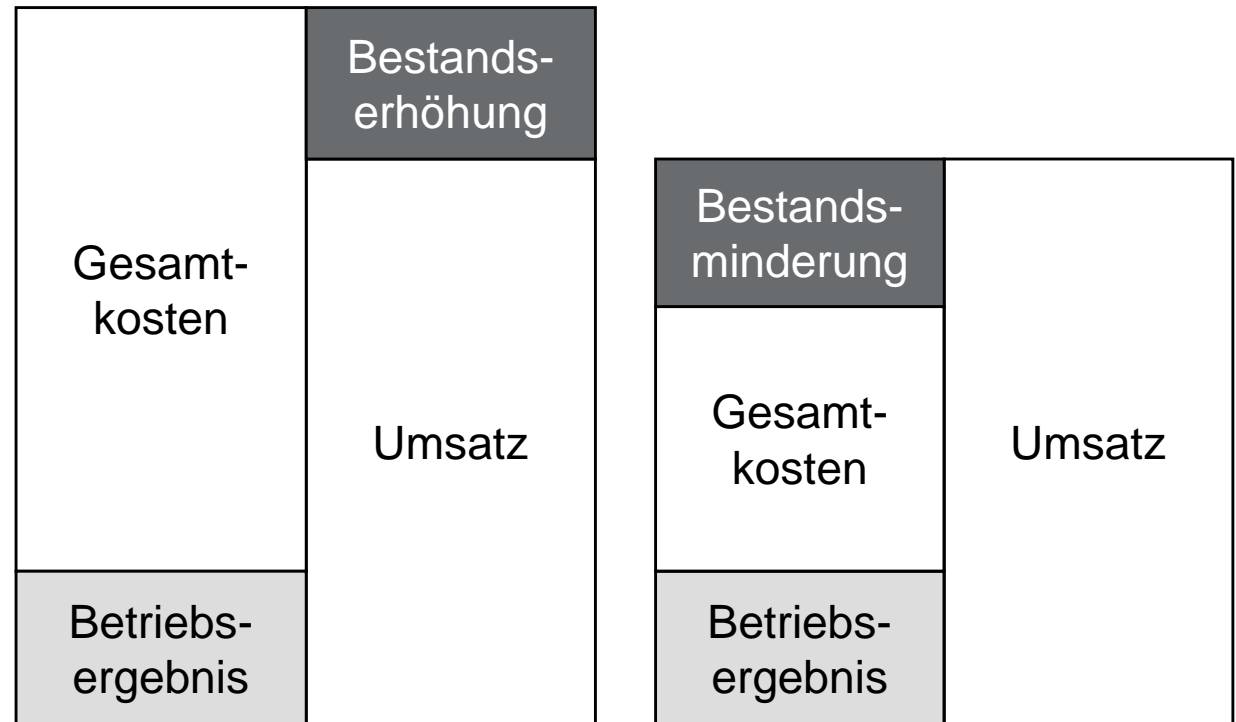 Bestands-
erhöhung
Gesamt-
kosten
Umsatz
Betriebs-
ergebnis
Bestands-
minderung
Gesamt-
kosten
Umsatz
Betriebs-
ergebnis